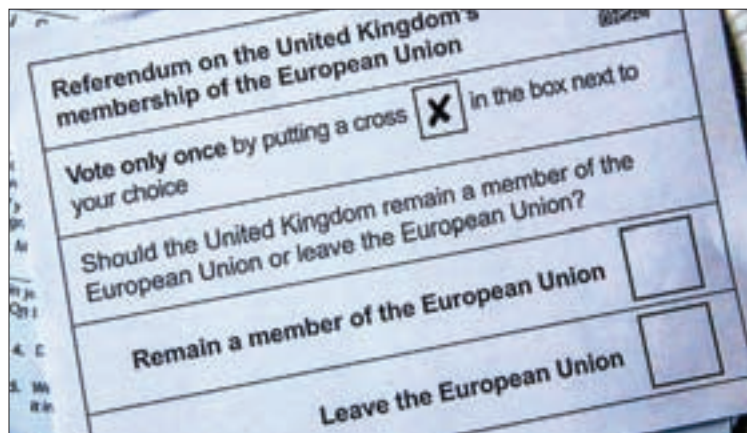 Referendum on the United Kingdom's
membership of the European Union
Vote only once by putting a cross X in the box next to
your choice
Should the United Kingdom remain a member of the
European Union or leave the European Union?
Remain a member of the European Union
Leave the European Union